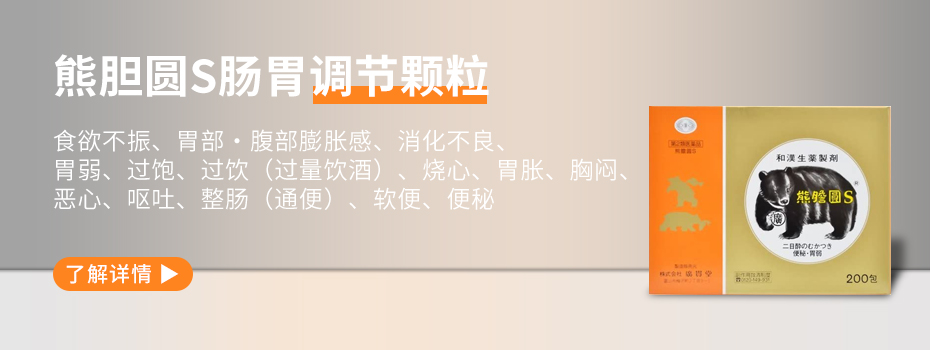 熊胆圆S肠胃调节颗粒
食欲不振、胃部・腹部膨胀感、消化不良、
胃弱、过饱、过饮（过量饮酒）、烧心、胃胀、胸闷、
恶心、呕吐、整肠（通便）、软便、便秘
了解详情 ▶
第2類医薬品
熊膽圓S
株式会社 廣貫堂
和漢生薬製剤
熊膽圓S
廣
二日酔のむかつき
便秘・胃弱
200包